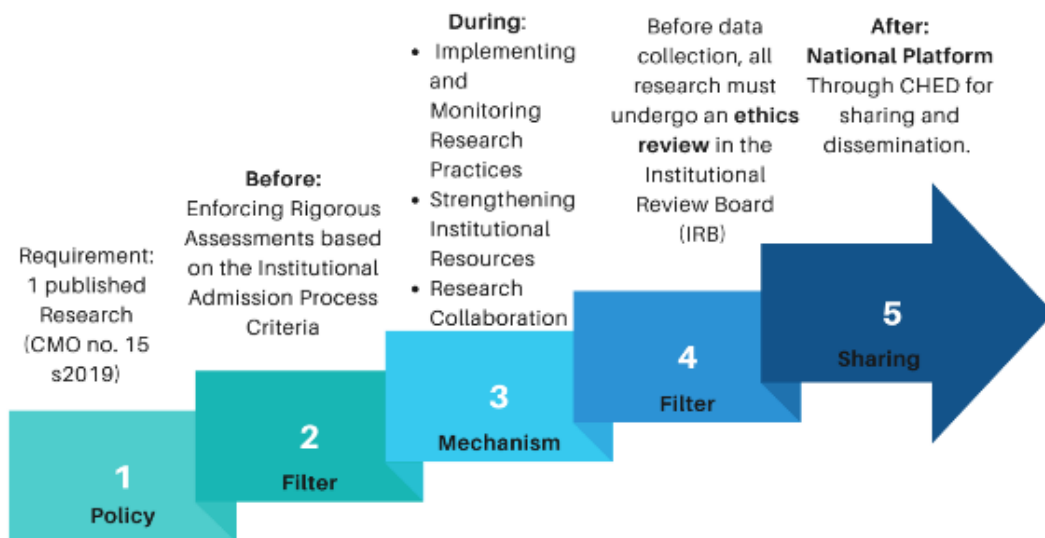 Requirement:
1 published
Research
(CMO no. 15
s2019)
1
Policy
Before:
Enforcing Rigorous
Assessments based
on the Institutional
Admission Process
Criteria
2
Filter
During:
• Implementing
and
Monitoring
Research
Practices
• Strengthening
Institutional
Resources
• Research
Collaboration
3
Mechanism
Before data
collection, all
research must
undergo an ethics
review in the
Institutional
Review Board
(IRB)
4
Filter
After:
National Platform
Through CHED for
sharing and
dissemination.
5
Sharing